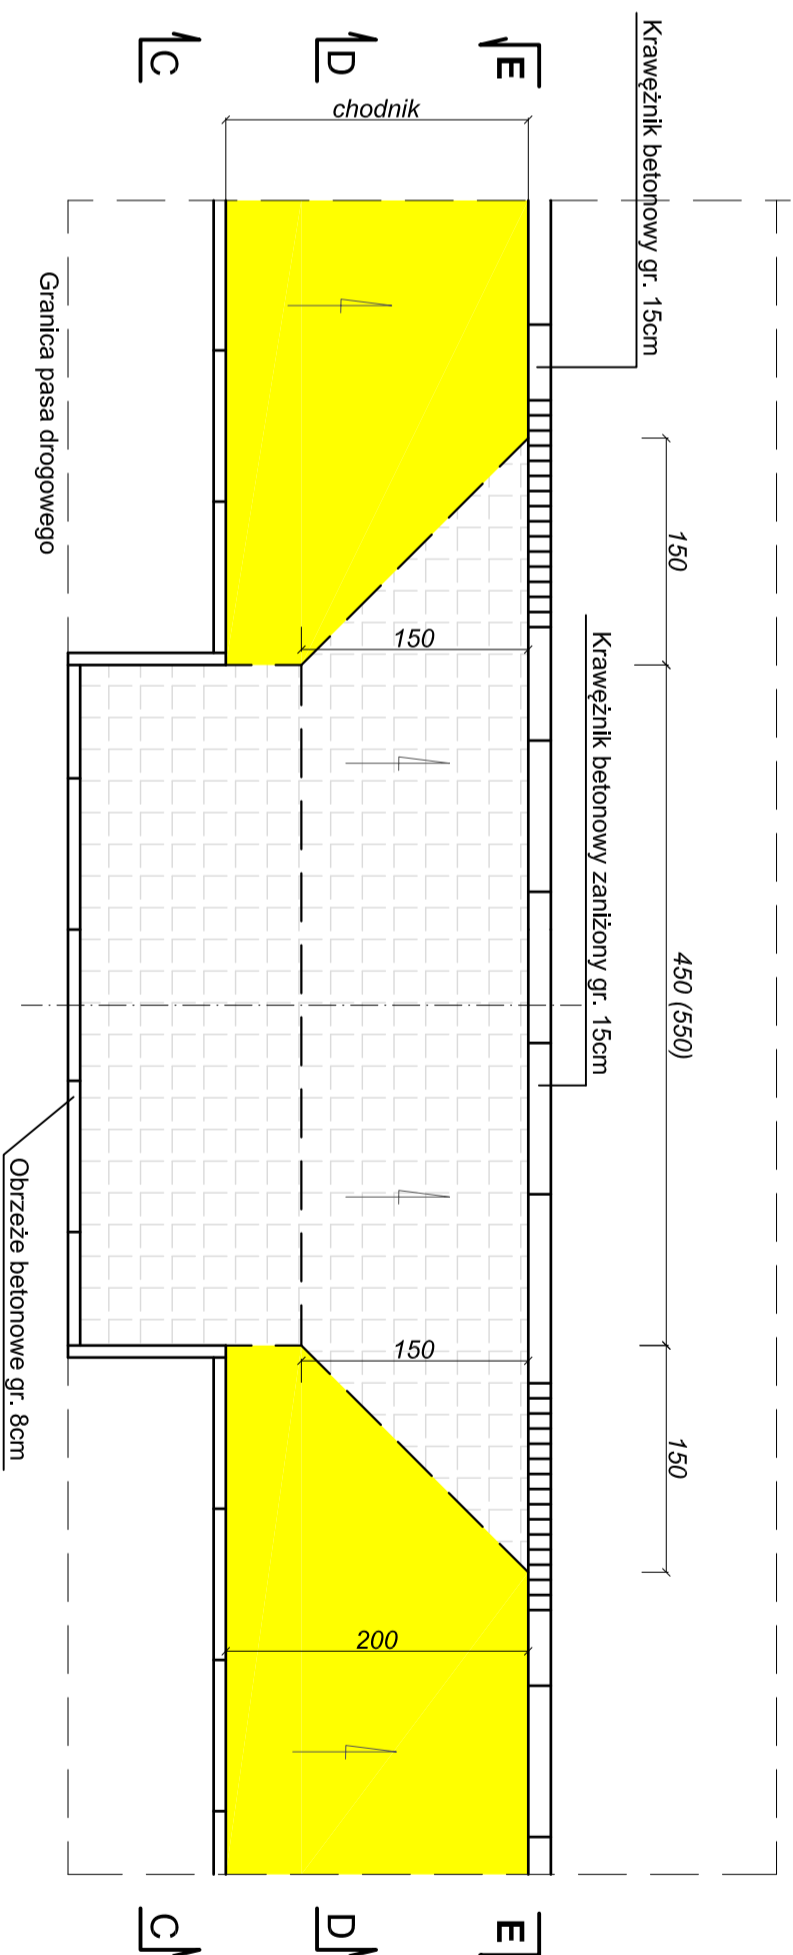 C
D
E
Krawężnik betonowy gr. 15cm
chodnik
Granica pasa drogowego
150
150
Krawężnik betonowy zaniżony gr. 15cm
450 (550)
Obrzeże betonowe gr. 8cm
150
150
200
C
D
E